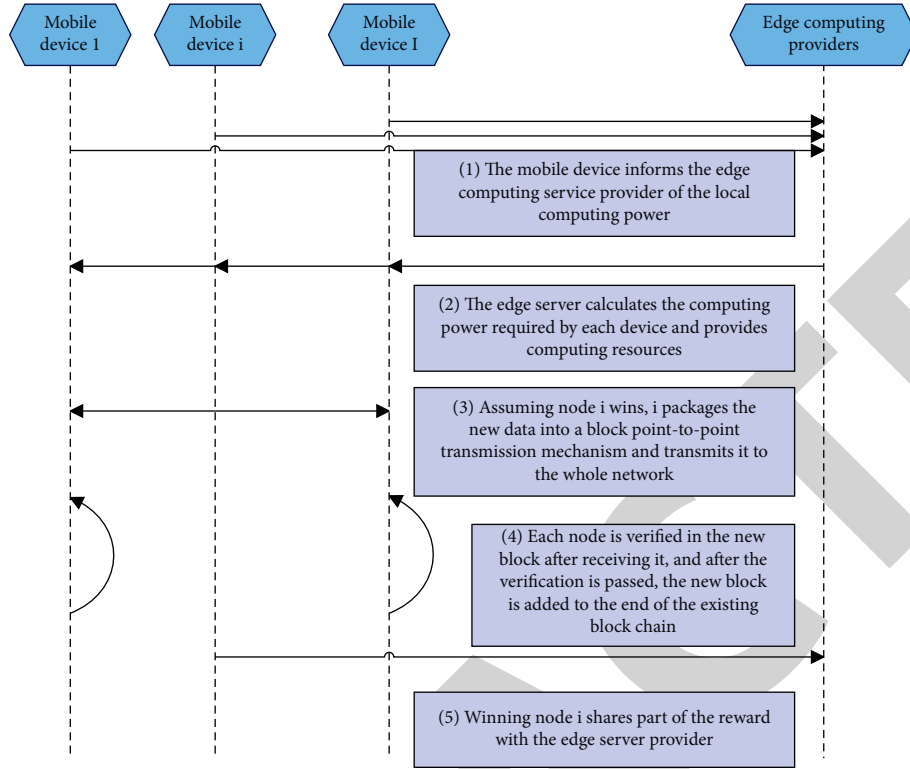 Mobile
device 1
Mobile
device i
Mobile
device I
Edge computing
providers
(1) The mobile device informs the edge
computing service provider of the local
computing power
(2) The edge server calculates the computing
power required by each device and provides
computing resources
(3) Assuming node i wins, i packages the
new data into a block point-to-point
transmission mechanism and transmits it to
the whole network
(4) Each node is verified in the new
block after receiving it, and after the
verification is passed, the new block
is added to the end of the existing
block chain
(5) Winning node i shares part of the reward
with the edge server provider